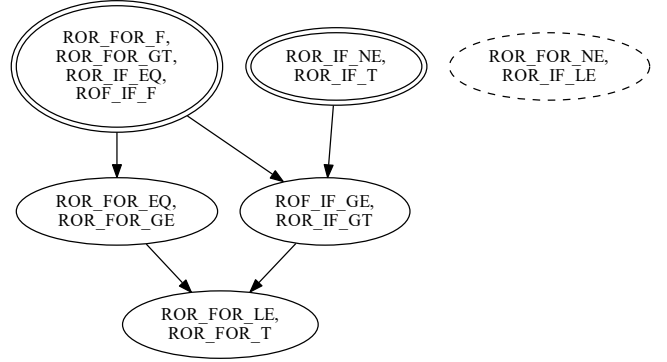 ROR_FOR_F,
ROR_FOR_GT,
ROR_IF_EQ,
ROF_IF_F
ROR_IF_NE,
ROR_IF_T
ROR_FOR_NE,
ROR_IF_LE
ROR_FOR_EQ,
ROR_FOR_GE
ROF_IF_GE,
ROR_IF_GT
ROR_FOR_LE,
ROR_FOR_T